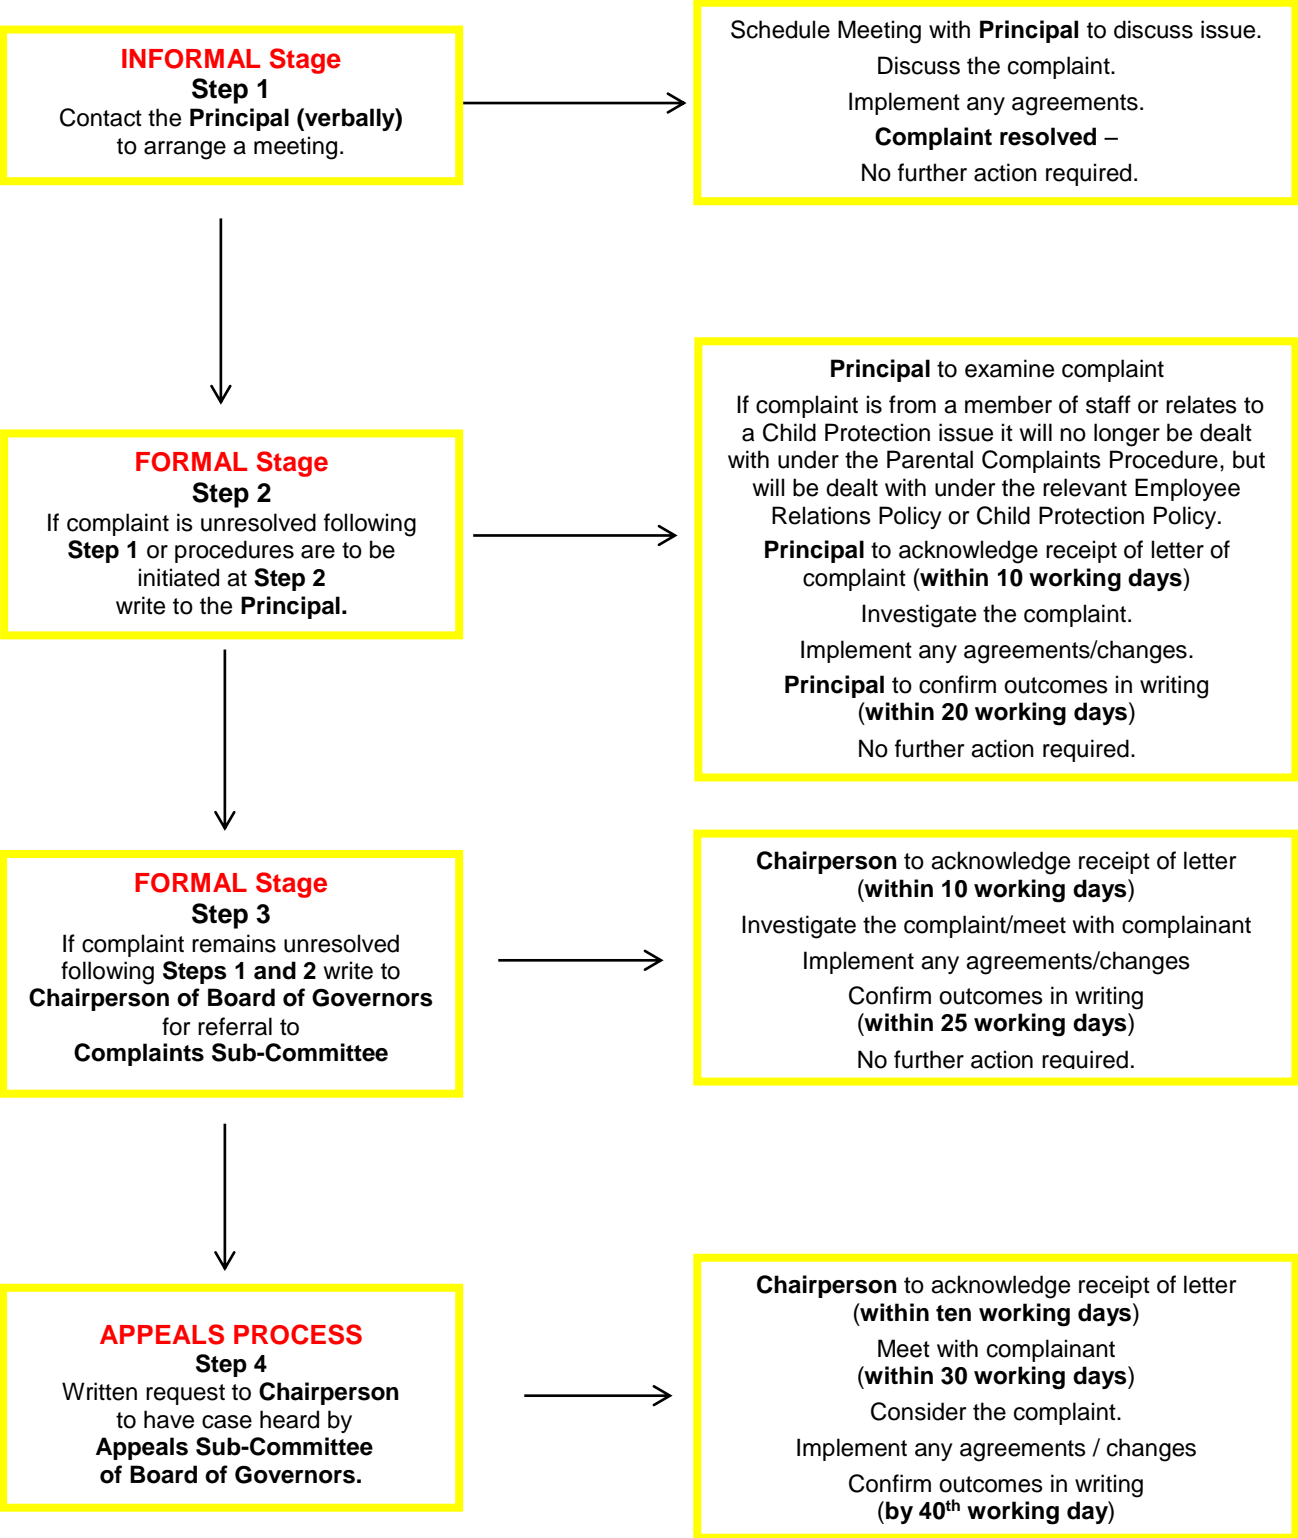 INFORMAL Stage
Step 1
Contact the Principal (verbally)
to arrange a meeting.
Schedule Meeting with Principal to discuss issue.
Discuss the complaint.
Implement any agreements.
Complaint resolved –
No further action required.
FORMAL Stage
Step 2
If complaint is unresolved following
Step 1 or procedures are to be
initiated at Step 2
write to the Principal.
Principal to examine complaint
If complaint is from a member of staff or relates to
a Child Protection issue it will no longer be dealt
with under the Parental Complaints Procedure, but
will be dealt with under the relevant Employee
Relations Policy or Child Protection Policy.
Principal to acknowledge receipt of letter of
complaint (within 10 working days)
Investigate the complaint.
Implement any agreements/changes.
Principal to confirm outcomes in writing
(within 20 working days)
No further action required.
FORMAL Stage
Step 3
If complaint remains unresolved
following Steps 1 and 2 write to
Chairperson of Board of Governors
for referral to
Complaints Sub-Committee
Chairperson to acknowledge receipt of letter
(within 10 working days)
Investigate the complaint/meet with complainant
Implement any agreements/changes
Confirm outcomes in writing
(within 25 working days)
No further action required.
APPEALS PROCESS
Step 4
Written request to Chairperson
to have case heard by
Appeals Sub-Committee
of Board of Governors.
Chairperson to acknowledge receipt of letter
(within ten working days)
Meet with complainant
(within 30 working days)
Consider the complaint.
Implement any agreements / changes
Confirm outcomes in writing
(by 40th working day)